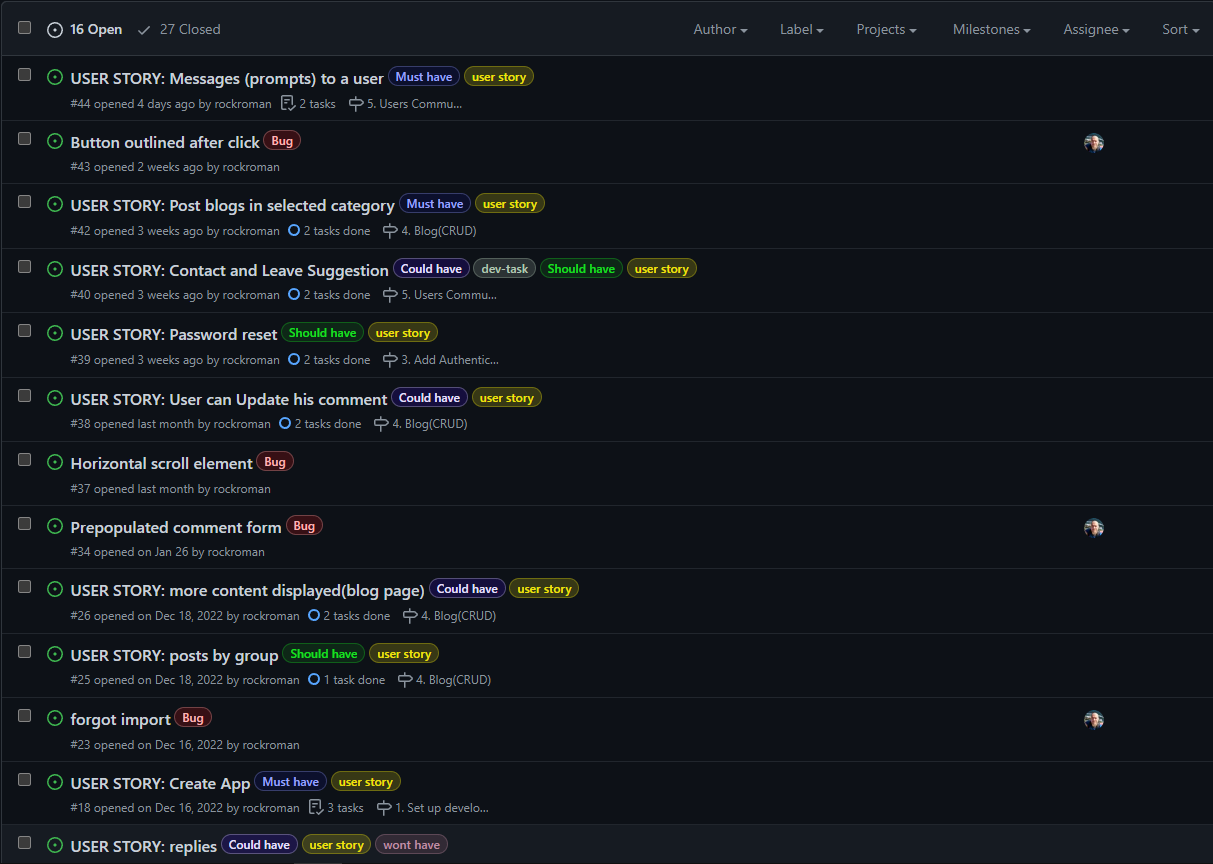 16 Open 27 Closed Author Label Projects Milestones Assignee Sort
USER STORY: Messages (prompts) to a user Must have user story
#44 opened 4 days ago by rockroman 2 tasks 5. Users Commu...
Button outlined after click Bug
#43 opened 2 weeks ago by rockroman
USER STORY: Post blogs in selected category Must have user story
#42 opened 3 weeks ago by rockroman 2 tasks done 4. Blog(CRUD)
USER STORY: Contact and Leave Suggestion Could have dev-task Should have user story
#40 opened 3 weeks ago by rockroman 2 tasks done 5. Users Commu...
USER STORY: Password reset Should have user story
#39 opened 3 weeks ago by rockroman 2 tasks done 3. Add Authentic...
USER STORY: User can Update his comment Could have user story
#38 opened last month by rockroman 2 tasks done 4. Blog(CRUD)
Horizontal scroll element Bug
#37 opened last month by rockroman
Prepopulated comment form Bug
#34 opened on Jan 26 by rockroman
USER STORY: more content displayed(blog page) Could have user story
#26 opened on Dec 18, 2022 by rockroman 2 tasks done 4. Blog(CRUD)
USER STORY: posts by group Should have user story
#25 opened on Dec 18, 2022 by rockroman 1 task done 4. Blog(CRUD)
forgot import Bug
#23 opened on Dec 16, 2022 by rockroman
USER STORY: Create App Must have user story
#18 opened on Dec 16, 2022 by rockroman 3 tasks 1. Set up develo...
USER STORY: replies Could have user story wont have